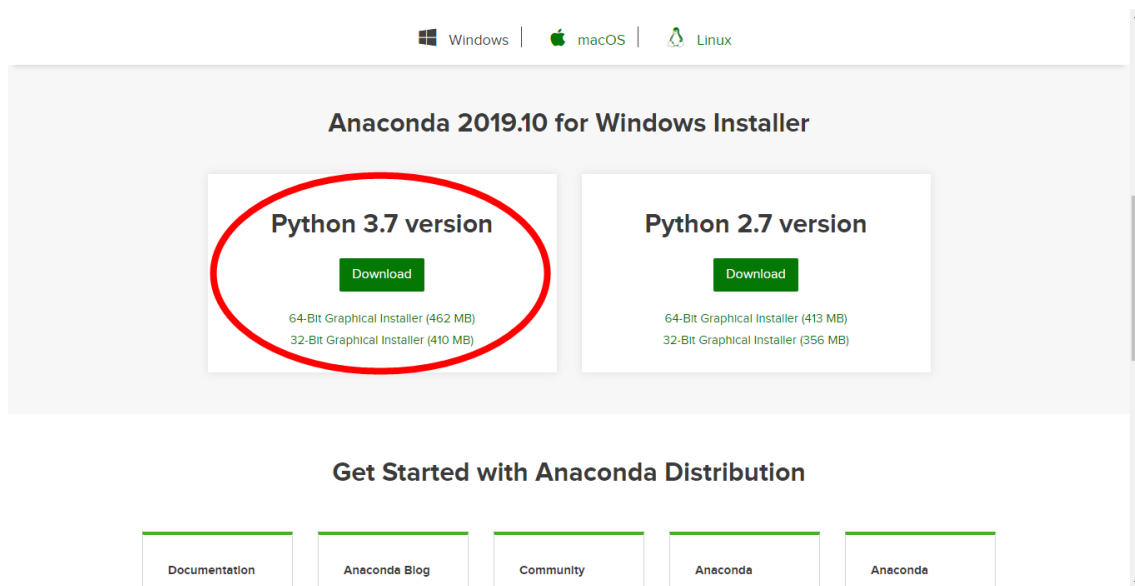 Windows macOS Linux
Anaconda 2019.10 for Windows Installer
Python 3.7 version
Download
64-Bit Graphical Installer (462 MB)
32-Bit Graphical Installer (410 MB)
Python 2.7 version
Download
64-Bit Graphical Installer (413 MB)
32-Bit Graphical Installer (356 MB)
Get Started with Anaconda Distribution
Documentation Anaconda Blog Community Anaconda Anaconda